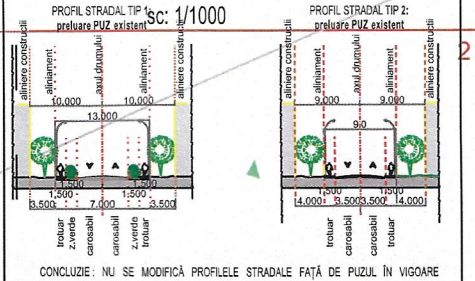 PROFIL STRADAL TIP 1:
preluare PUZ existent
sc: 1/1000
PROFIL STRADAL TIP 2:
preluare PUZ existent
2
aliniere constructii
aliniament
axul drumului
aliniament
aliniere constructii
10.000
10.000
13.000
1.500
1.500
1.500
1.500
3.500
7.000
3.500
trotuar
z.verde
carosabil
carosabil
z.verde
trotuar
aliniere constructii
aliniament
axul drumului
aliniament
aliniere constructii
9.000
9.000
9.0
1.500
1.500
4.000
3.500
3.500
4.000
trotuar
carosabil
carosabil
trotuar
CONCLUZIE: NU SE MODIFICĂ PROFILELE STRADALE FAȚĂ DE PUZUL ÎN VIGOARE